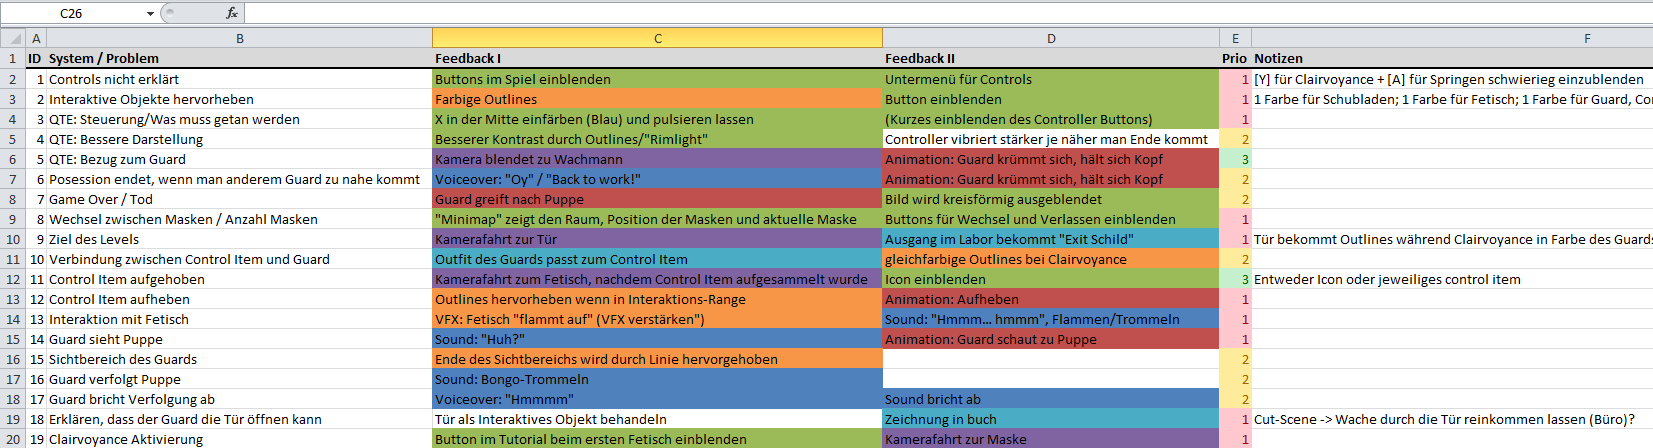 C26 fx
A B C D E F
1 ID System / Problem Feedback I Feedback II Prio Notizen
2 1 Controls nicht erklärt Buttons im Spiel einblenden Untermenü für Controls 1 [Y] für Clairvoyance + [A] für Springen schwierieg einzublenden
3 2 Interaktive Objekte hervorheben Farbige Outlines Button einblenden 1 1 Farbe für Schubladen; 1 Farbe für Fetisch; 1 Farbe für Guard, Co
4 3 QTE: Steuerung/Was muss getan werden X in der Mitte einfärben (Blau) und pulsieren lassen (Kurzes einblenden des Controller Buttons) 1
5 4 QTE: Bessere Darstellung Besserer Kontrast durch Outlines/"Rimlight" Controller vibriert stärker je näher man Ende kommt 2
6 5 QTE: Bezug zum Guard Kamera blendet zu Wachmann Animation: Guard krümmt sich, hält sich Kopf 3
7 6 Posession endet, wenn man anderem Guard zu nahe kommt Voiceover: "Oy" / "Back to work!" Animation: Guard krümmt sich, hält sich Kopf 2
8 7 Game Over / Tod Guard greift nach Puppe Bild wird kreisförmig ausgeblendet 2
9 8 Wechsel zwischen Masken / Anzahl Masken "Minimap" zeigt den Raum, Position der Masken und aktuelle Maske Buttons für Wechsel und Verlassen einblenden 1
10 9 Ziel des Levels Kamerafahrt zur Tür Ausgang im Labor bekommt "Exit Schild" 1 Tür bekommt Outlines während Clairvoyance in Farbe des Guards
11 10 Verbindung zwischen Control Item und Guard Outfit des Guards passt zum Control Item gleichfarbige Outlines bei Clairvoyance 2
12 11 Control Item aufgehoben Kamerafahrt zum Fetisch, nachdem Control Item aufgesammelt wurde Icon einblenden 3 Entweder Icon oder jeweiliges control item
13 12 Control Item aufheben Outlines hervorheben wenn in Interaktions-Range Animation: Aufheben 1
14 13 Interaktion mit Fetisch VFX: Fetisch "flammt auf" (VFX verstärken") Sound: "Hmmm... hmmm", Flammen/Trommeln 1
15 14 Guard sieht Puppe Sound: "Huh?" Animation: Guard schaut zu Puppe 1
16 15 Sichtbereich des Guards Ende des Sichtbereichs wird durch Linie hervorgehoben 2
17 16 Guard verfolgt Puppe Sound: Bongo-Trommeln 2
18 17 Guard bricht Verfolgung ab Voiceover: "Hmmmm" Sound bricht ab 2
19 18 Erklären, dass der Guard die Tür öffnen kann Tür als Interaktives Objekt behandeln Zeichnung in buch 1 Cut-Scene -> Wache durch die Tür reinkommen lassen (Büro)?
20 19 Clairvoyance Aktivierung Button im Tutorial beim ersten Fetisch einblenden Kamerafahrt zur Maske 1